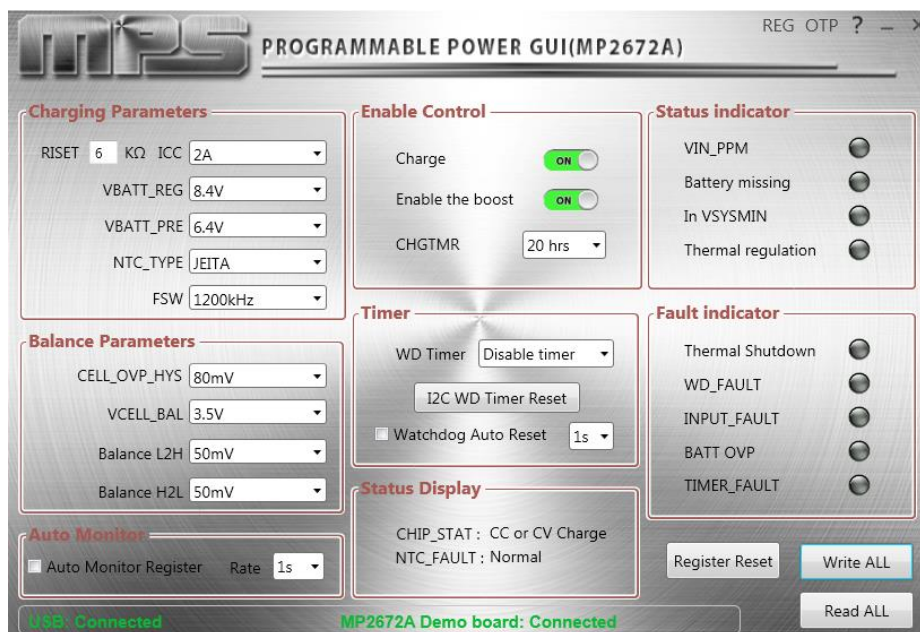 MPS PROGRAMMABLE POWER GUI(MP2672A)
REG OTP ? –
Charging Parameters
RISET 6 KΩ ICC 2A
VBATT_REG 8.4V
VBATT_PRE 6.4V
NTC_TYPE JEITA
FSW 1200kHz
Balance Parameters
CELL_OVP_HYS 80mV
VCELL_BAL 3.5V
Balance L2H 50mV
Balance H2L 50mV
Auto Monitor
Auto Monitor Register Rate 1s
Enable Control
Charge ON
Enable the boost ON
CHGTMR 20 hrs
Timer
WD Timer Disable timer
I2C WD Timer Reset
Watchdog Auto Reset 1s
Status Display
CHIP_STAT : CC or CV Charge
NTC_FAULT : Normal
Status indicator
VIN_PPM
Battery missing
In VSYSMIN
Thermal regulation
Fault indicator
Thermal Shutdown
WD_FAULT
INPUT_FAULT
BATT OVP
TIMER_FAULT
Register Reset
Write ALL
Read ALL
USB: Connected
MP2672A Demo board: Connected